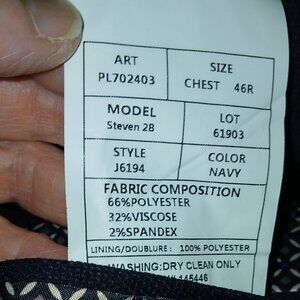 ART
PL702403
SIZE
CHEST 46R
MODEL
Steven 2B
LOT
61903
STYLE
J6194
COLOR
NAVY
FABRIC COMPOSITION
66%POLYESTER
32%VISCOSE
2%SPANDEX
LINING/DOUBLURE: 100% POLYESTER
WASHING:DRY CLEAN ONLY